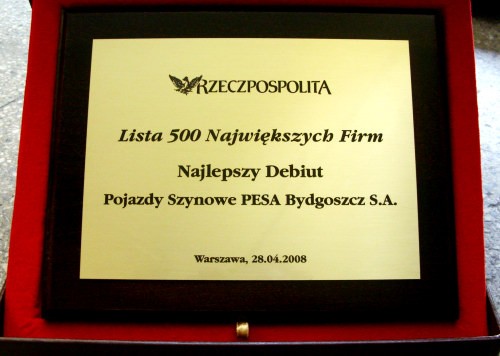 RZECZPOSPOLITA
Lista 500 Największych Firm
Najlepszy Debiut
Pojazdy Szynowe PESA Bydgoszcz S.A.
Warszawa, 28.04.2008